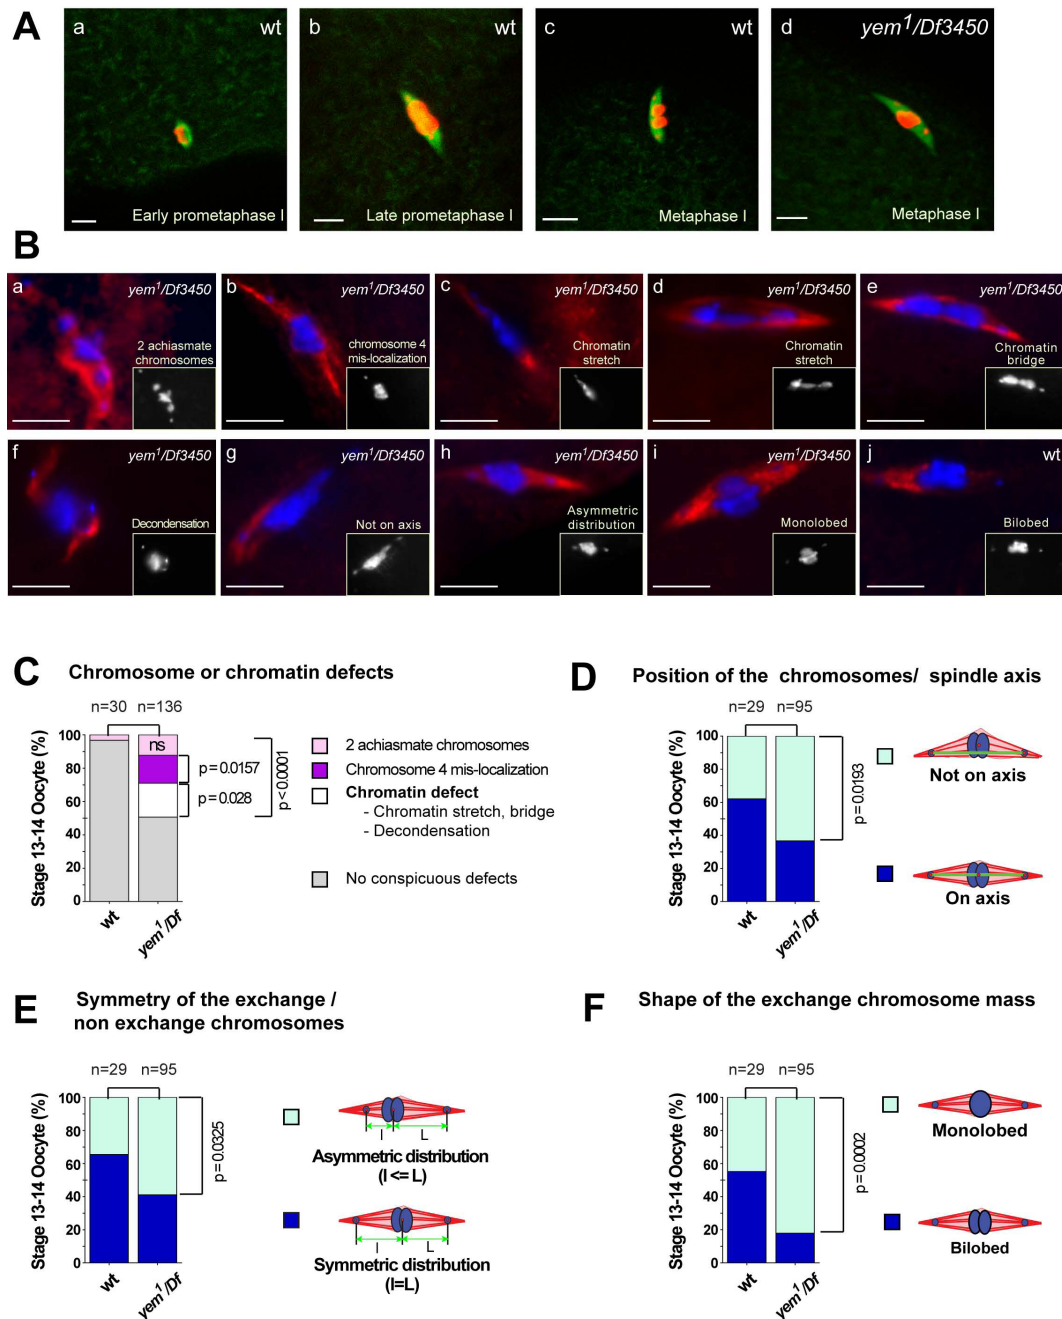 A
a
wt
Early prometaphase I
b
wt
Late prometaphase I
c
wt
Metaphase I
d
yem1/Df3450
Metaphase I
B
a
yem1/Df3450
2 achiasmate
chromosomes
b
yem1/Df3450
chromosome 4
mis-localization
c
yem1/Df3450
Chromatin
stretch
d
yem1/Df3450
Chromatin
stretch
e
yem1/Df3450
Chromatin
bridge
f
yem1/Df3450
Decondensation
g
yem1/Df3450
Not on axis
h
yem1/Df3450
Asymmetric
distribution
i
yem1/Df3450
Monolobed
j
wt
Bilobed
C
Chromosome or chromatin defects
n=30
n=136
Stage 13-14 Oocyte (%)
100
80
60
40
20
0
ns
p=0.0157
p=0.028
p<0.0001
wt
yem1/Df
2 achiasmate chromosomes
Chromosome 4 mis-localization
Chromatin defect
- Chromatin stretch, bridge
- Decondensation
No conspicuous defects
D
Position of the chromosomes/ spindle axis
n=29
n=95
Stage 13-14 Oocyte (%)
100
80
60
40
20
0
p=0.0193
wt
yem1/Df
Not on axis
On axis
E
Symmetry of the exchange /
non exchange chromosomes
n=29
n=95
Stage 13-14 Oocyte (%)
100
80
60
40
20
0
p=0.0325
wt
yem1/Df
l
L
Asymmetric distribution
(l <= L)
l
L
Symmetric distribution
(l=L)
F
Shape of the exchange chromosome mass
n=29
n=95
Stage 13-14 Oocyte (%)
100
80
60
40
20
0
p=0.0002
wt
yem1/Df
Monolobed
Bilobed